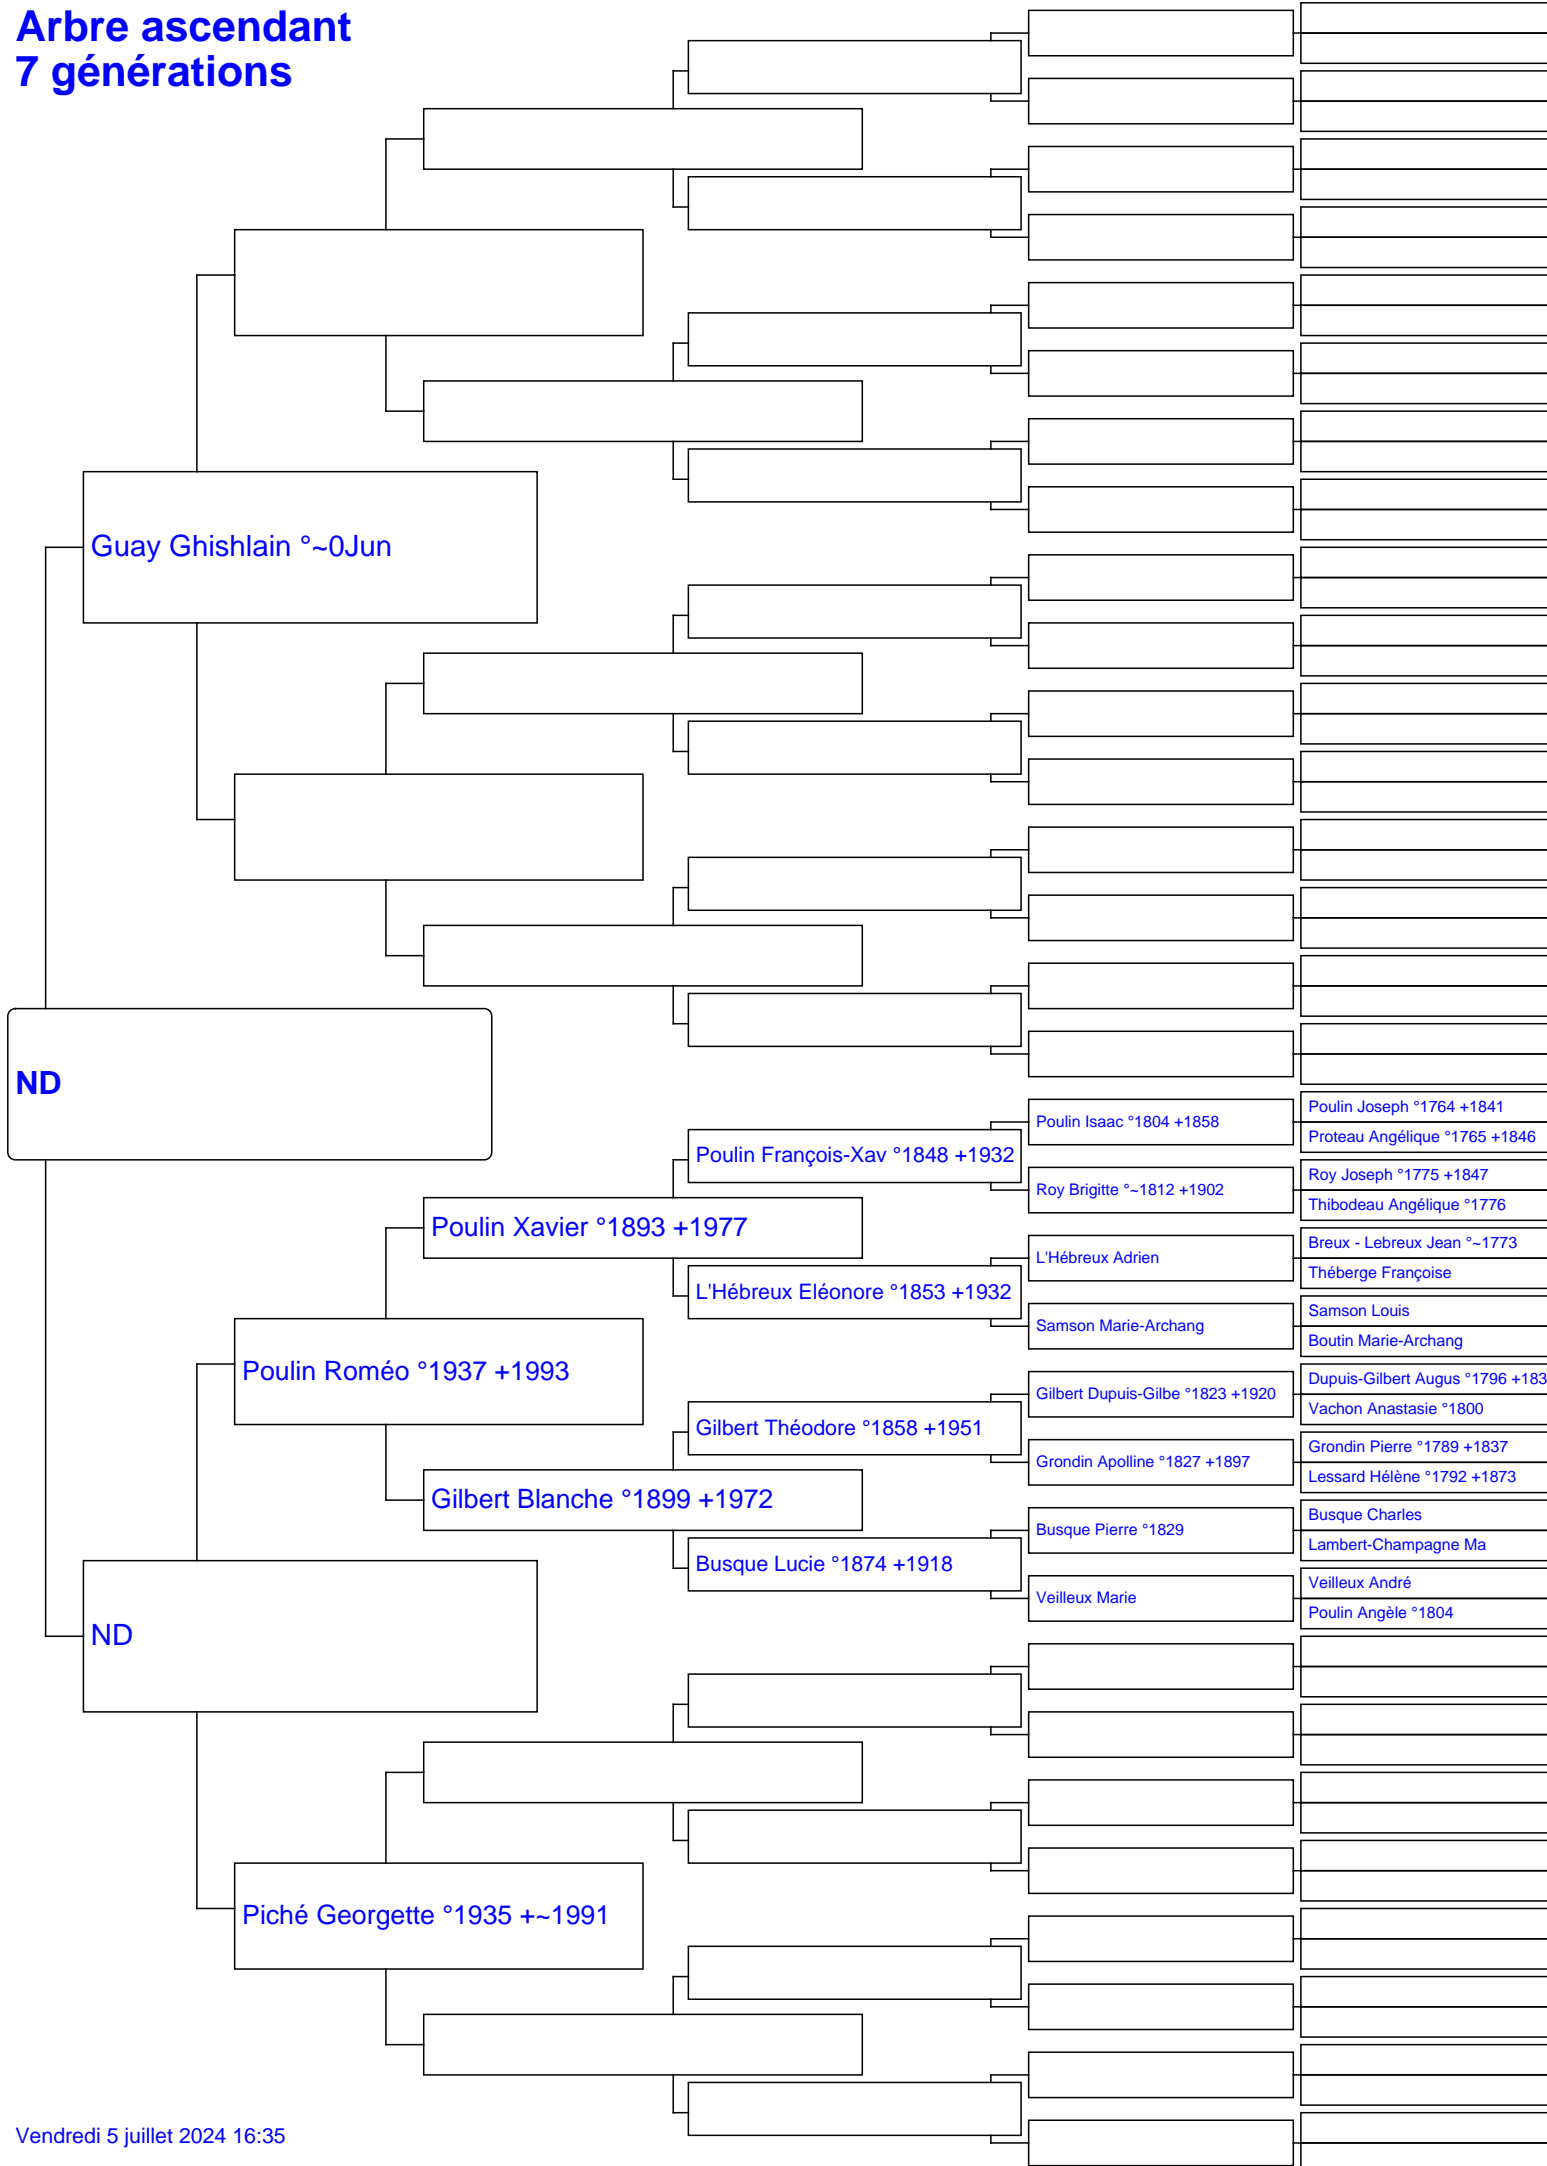 Arbre ascendant
7 générations
Guay Ghishlain °~0Jun
ND
Poulin Isaac °1804 +1858
Poulin Joseph °1764 +1841
Proteau Angélique °1765 +1846
Poulin François-Xav °1848 +1932
Roy Brigitte °~1812 +1902
Roy Joseph °1775 +1847
Thibodeau Angélique °1776
Poulin Xavier °1893 +1977
L'Hébreux Adrien
Breux - Lebreux Jean °~1773
Théberge Françoise
L'Hébreux Eléonore °1853 +1932
Samson Marie-Archang
Samson Louis
Boutin Marie-Archang
Poulin Roméo °1937 +1993
Gilbert Dupuis-Gilbe °1823 +1920
Dupuis-Gilbert Augus °1796 +183
Vachon Anastasie °1800
Gilbert Théodore °1858 +1951
Grondin Apolline °1827 +1897
Grondin Pierre °1789 +1837
Lessard Hélène °1792 +1873
Gilbert Blanche °1899 +1972
Busque Pierre °1829
Busque Charles
Lambert-Champagne Ma
Busque Lucie °1874 +1918
Veilleux Marie
Veilleux André
Poulin Angèle °1804
ND
Piché Georgette °1935 +~1991
Vendredi 5 juillet 2024 16:35